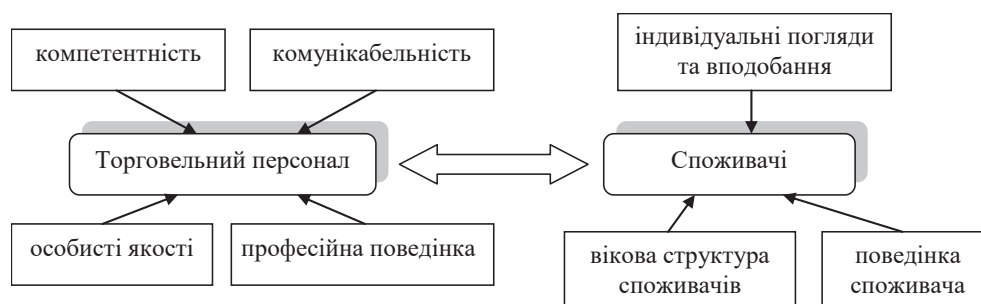 компетентність
комунікабельність
індивідуальні погляди
та вподобання
Торговельний персонал
Споживачі
особисті якості
професійна поведінка
вікова структура
споживачів
поведінка
споживача